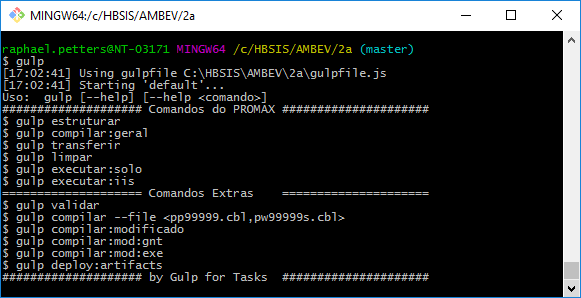 MINGW64:/c/HBSIS/AMBEV/2a
raphael.petters@NT-03171 MINGW64 /c/HBSIS/AMBEV/2a (master)
$ gulp
[17:02:41] Using gulpfile C:\HBSIS\AMBEV\2a\gulpfile.js
[17:02:41] Starting 'default'...
Uso:  gulp [--help] [--help <comando>]
#################### Comandos do PROMAX #####################
$ gulp estruturar
$ gulp compilar:geral
$ gulp transferir
$ gulp limpar
$ gulp executar:solo
$ gulp executar:iis
==================== Comandos Extras    =====================
$ gulp validar
$ gulp compilar --file <pp99999.cbl,pw99999s.cbl>
$ gulp compilar:modificado
$ gulp compilar:mod:gnt
$ gulp compilar:mod:exe
$ gulp deploy:artifacts
#################### by Gulp for Tasks  #####################